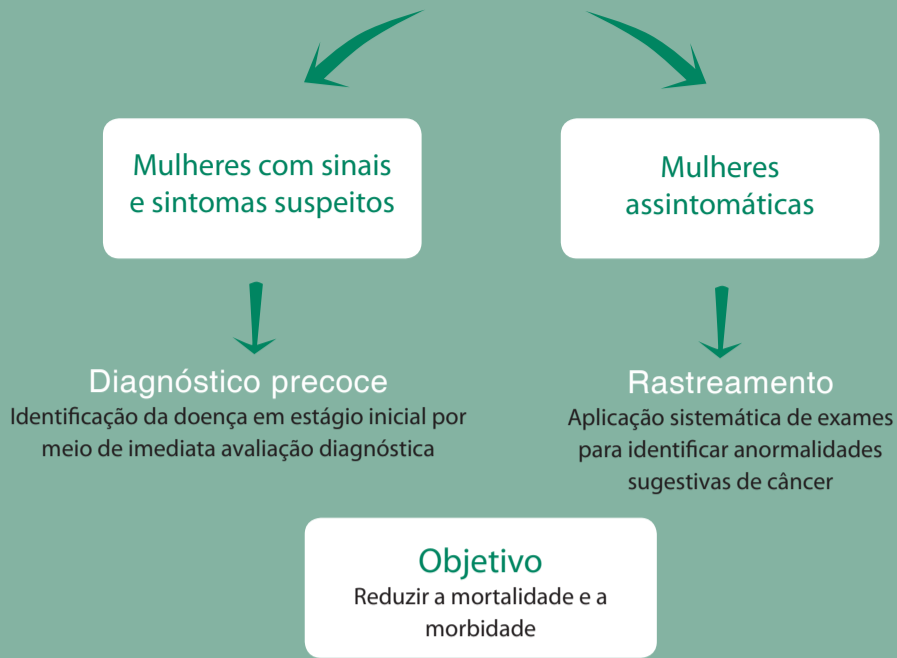 Mulheres com sinais
e sintomas suspeitos
Mulheres
assintomáticas
Diagnóstico precoce
Identificação da doença em estágio inicial por
meio de imediata avaliação diagnóstica
Rastreamento
Aplicação sistemática de exames
para identificar anormalidades
sugestivas de câncer
Objetivo
Reduzir a mortalidade e a
morbidade